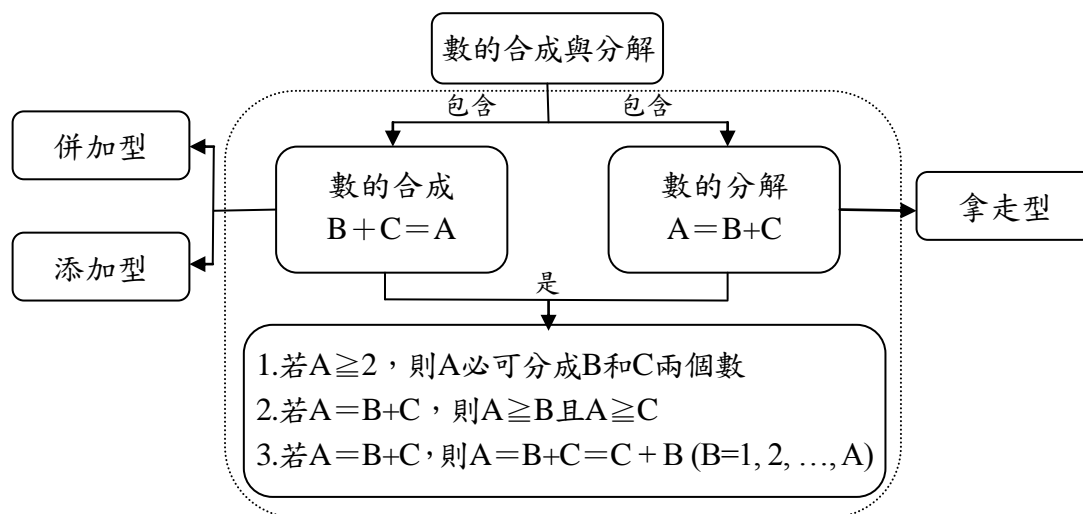 數的合成與分解
包含
包含
併加型
添加型
數的合成
B＋C＝A
數的分解
A＝B+C
拿走型
是
1.若A≧2，則A必可分成B和C兩個數
2.若A＝B+C，則A≧B且A≧C
3.若A＝B+C，則A＝B+C＝C + B (B=1, 2, …, A)